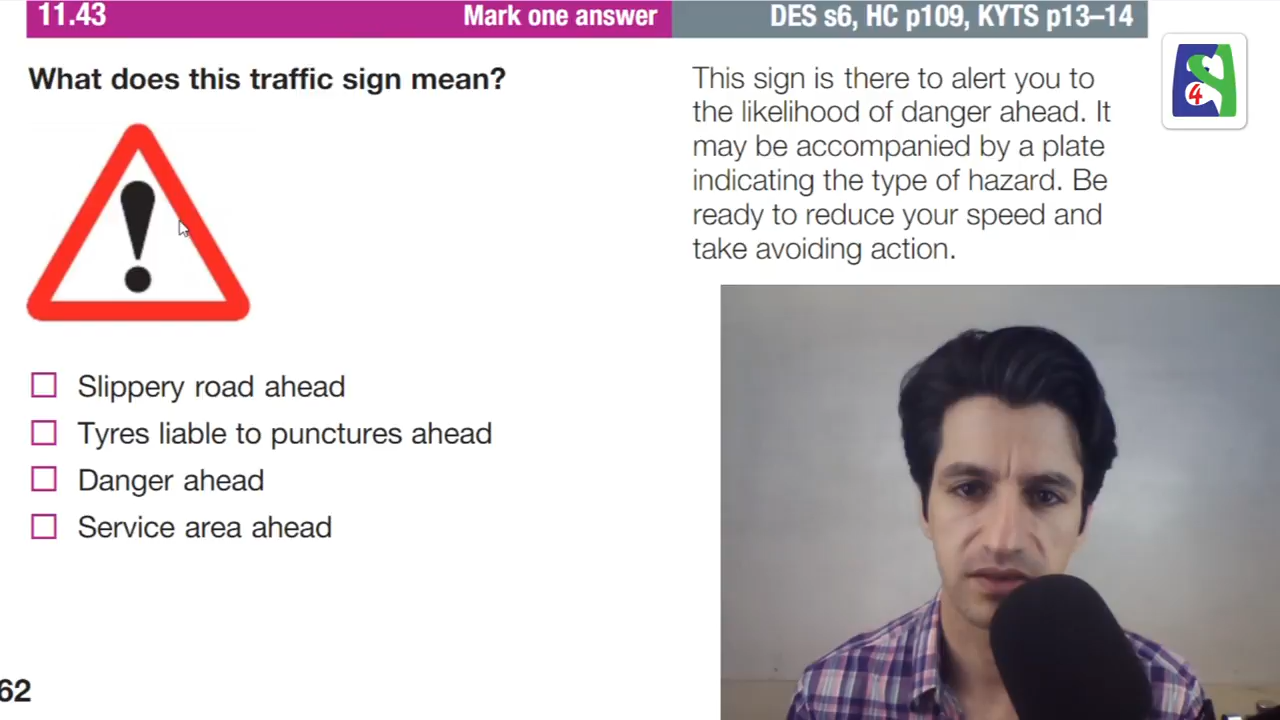 11.43 Mark one answer DES s6, HC p109, KYTS p13–14
What does this traffic sign mean?
!
Slippery road ahead
Tyres liable to punctures ahead
Danger ahead
Service area ahead
62
This sign is there to alert you to
the likelihood of danger ahead. It
may be accompanied by a plate
indicating the type of hazard. Be
ready to reduce your speed and
take avoiding action.
4